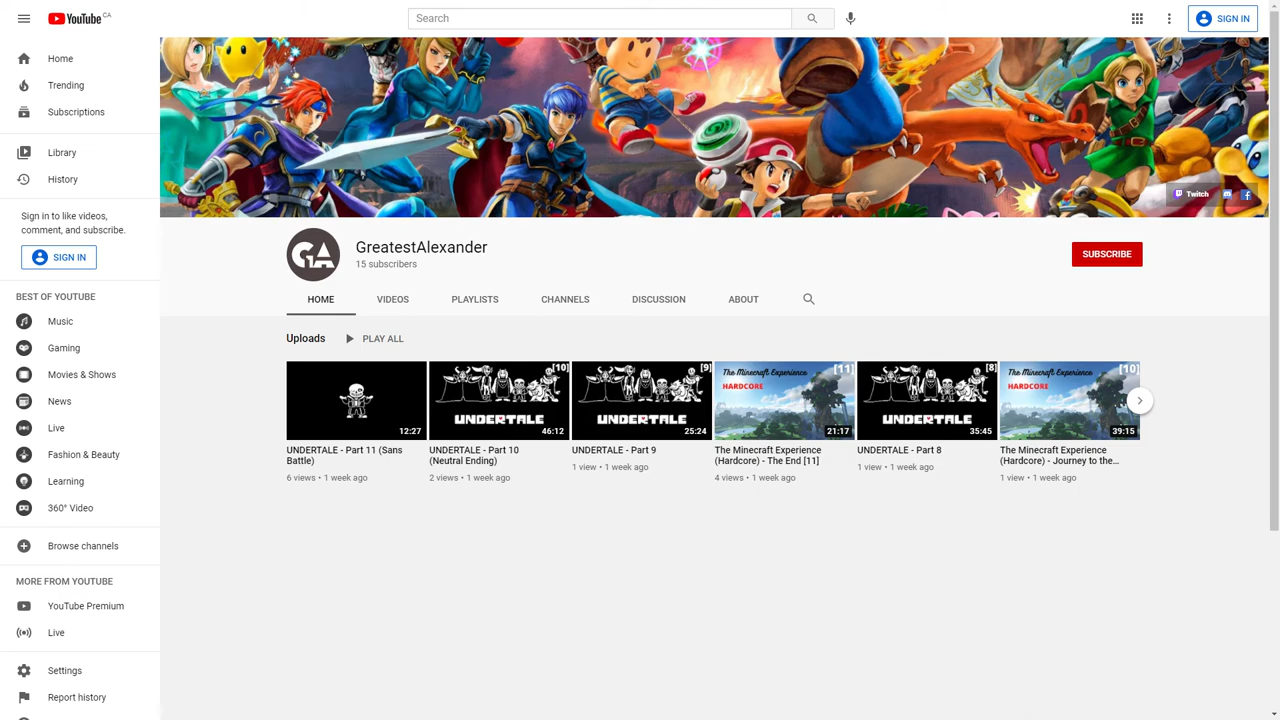 YouTube CA
Search
SIGN IN
Home
Trending
Subscriptions
Library
History
Sign in to like videos,
comment, and subscribe.
SIGN IN
BEST OF YOUTUBE
Music
Gaming
Movies & Shows
News
Live
Fashion & Beauty
Learning
360° Video
Browse channels
MORE FROM YOUTUBE
YouTube Premium
Live
Settings
Report history
Twitch
GA
GreatestAlexander
15 subscribers
SUBSCRIBE
HOME
VIDEOS
PLAYLISTS
CHANNELS
DISCUSSION
ABOUT
Uploads
PLAY ALL
12:27
UNDERTALE - Part 11 (Sans
Battle)
6 views • 1 week ago
[10]
UNDERTALE
46:12
UNDERTALE - Part 10
(Neutral Ending)
2 views • 1 week ago
[9]
UNDERTALE
25:24
UNDERTALE - Part 9
1 view • 1 week ago
The Minecraft Experience
[11]
HARDCORE
21:17
The Minecraft Experience
(Hardcore) - The End [11]
4 views • 1 week ago
[8]
UNDERTALE
35:45
UNDERTALE - Part 8
1 view • 1 week ago
The Minecraft Experience
[10]
HARDCORE
39:15
The Minecraft Experience
(Hardcore) - Journey to the...
1 view • 1 week ago